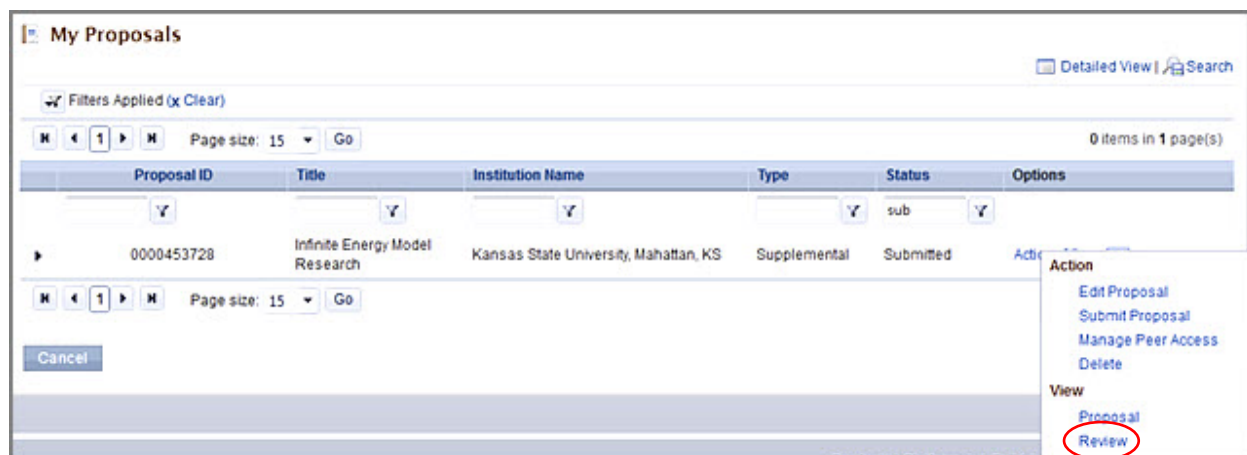 My Proposals
Detailed View | Search
Filters Applied (x Clear)
1 Page size: 15 Go 0 items in 1 page(s)
Proposal ID Title Institution Name Type Status Options
sub
0000453728 Infinite Energy Model Research Kansas State University, Mahattan, KS Supplemental Submitted
Action
Edit Proposal
Submit Proposal
Manage Peer Access
Delete
1 Page size: 15 Go
Cancel
View
Proposal
Review